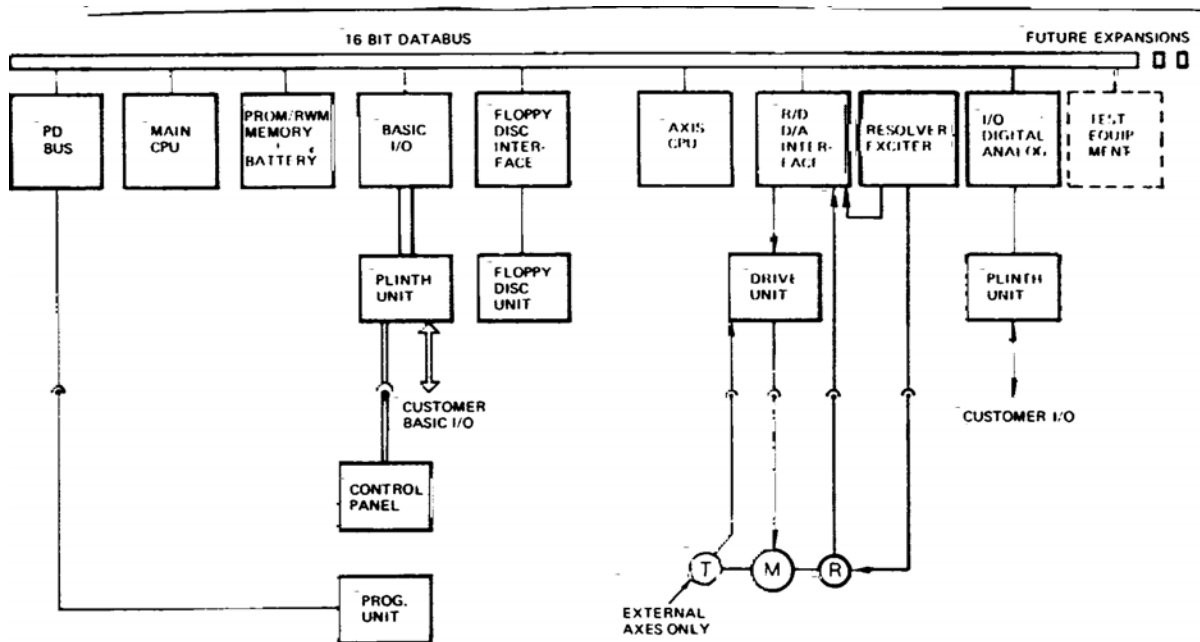 16 BIT DATABUS
FUTURE EXPANSIONS
PD
BUS
MAIN
CPU
PROM/RWM
MEMORY
+
BATTERY
BASIC
I/O
FLOPPY
DISC
INTER-
FACE
AXIS
CPU
R/D
D/A
INTER-
FACE
RESOLVER
EXCITER
I/O
DIGITAL
ANALOG
TEST
EQUIP
MENT
PLINTH
UNIT
FLOPPY
DISC
UNIT
DRIVE
UNIT
PLINTH
UNIT
CUSTOMER
BASIC I/O
CUSTOMER I/O
CONTROL
PANEL
T
M
R
PROG.
UNIT
EXTERNAL
AXES ONLY